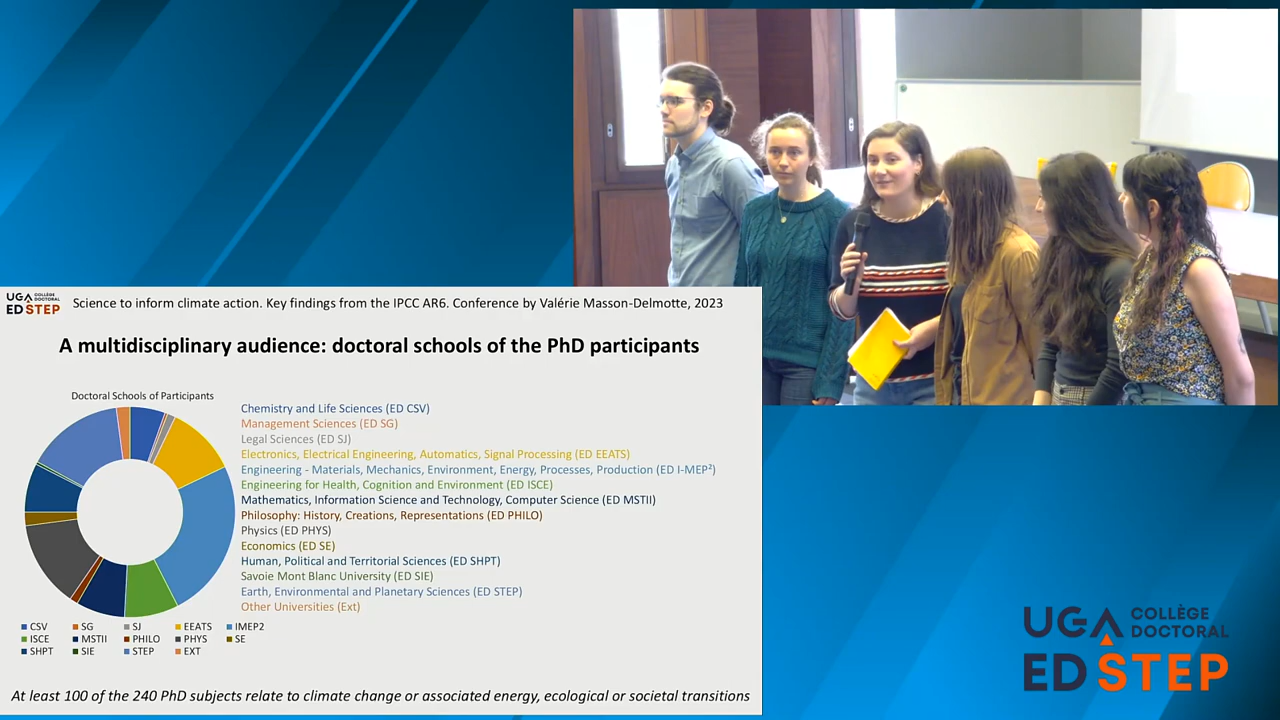 UGA COLLÈGE DOCTORAL
ED STEP
Science to inform climate action. Key findings from the IPCC AR6. Conference by Valérie Masson-Delmotte, 2023
A multidisciplinary audience: doctoral schools of the PhD participants
Doctoral Schools of Participants
Chemistry and Life Sciences (ED CSV)
Management Sciences (ED SG)
Legal Sciences (ED SJ)
Electronics, Electrical Engineering, Automatics, Signal Processing (ED EEATS)
Engineering - Materials, Mechanics, Environment, Energy, Processes, Production (ED I-MEP²)
Engineering for Health, Cognition and Environment (ED ISCE)
Mathematics, Information Science and Technology, Computer Science (ED MSTII)
Philosophy: History, Creations, Representations (ED PHILO)
Physics (ED PHYS)
Economics (ED SE)
Human, Political and Territorial Sciences (ED SHPT)
Savoie Mont Blanc University (ED SIE)
Earth, Environmental and Planetary Sciences (ED STEP)
Other Universities (Ext)
CSV SG SJ EEATS IMEP2
ISCE MSTII PHILO PHYS SE
SHPT SIE STEP EXT
At least 100 of the 240 PhD subjects relate to climate change or associated energy, ecological or societal transitions
UGA COLLÈGE DOCTORAL
ED STEP